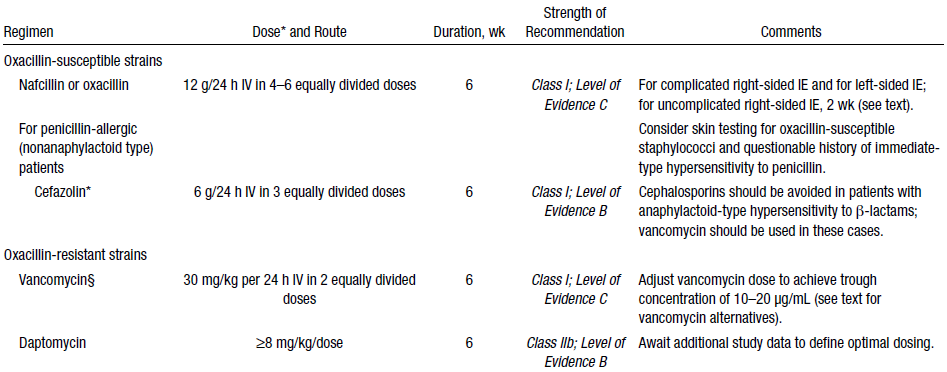 Regimen Dose* and Route Duration, wk Strength of Recommendation Comments
Oxacillin-susceptible strains
Nafcillin or oxacillin 12 g/24 h IV in 4–6 equally divided doses 6 Class I; Level of Evidence C For complicated right-sided IE and for left-sided IE; for uncomplicated right-sided IE, 2 wk (see text).
For penicillin-allergic (nonanaphylactoid type) patients Consider skin testing for oxacillin-susceptible staphylococci and questionable history of immediate-type hypersensitivity to penicillin.
Cefazolin* 6 g/24 h IV in 3 equally divided doses 6 Class I; Level of Evidence B Cephalosporins should be avoided in patients with anaphylactoid-type hypersensitivity to β-lactams; vancomycin should be used in these cases.
Oxacillin-resistant strains
Vancomycin§ 30 mg/kg per 24 h IV in 2 equally divided doses 6 Class I; Level of Evidence C Adjust vancomycin dose to achieve trough concentration of 10–20 μg/mL (see text for vancomycin alternatives).
Daptomycin ≥8 mg/kg/dose 6 Class IIb; Level of Evidence B Await additional study data to define optimal dosing.